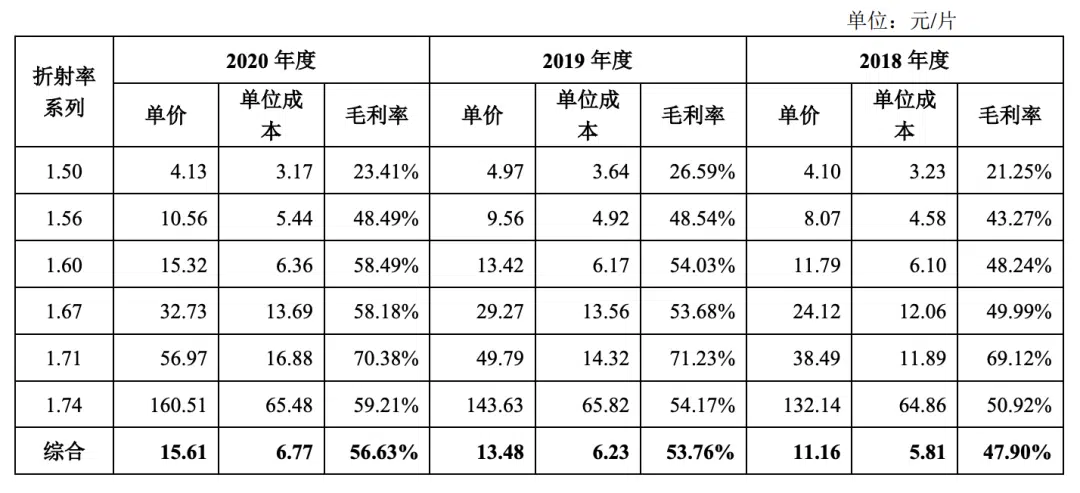 单位：元/片
折射率系列 2020 年度 2019 年度 2018 年度
单价 单位成本 毛利率 单价 单位成本 毛利率 单价 单位成本 毛利率
1.50 4.13 3.17 23.41% 4.97 3.64 26.59% 4.10 3.23 21.25%
1.56 10.56 5.44 48.49% 9.56 4.92 48.54% 8.07 4.58 43.27%
1.60 15.32 6.36 58.49% 13.42 6.17 54.03% 11.79 6.10 48.24%
1.67 32.73 13.69 58.18% 29.27 13.56 53.68% 24.12 12.06 49.99%
1.71 56.97 16.88 70.38% 49.79 14.32 71.23% 38.49 11.89 69.12%
1.74 160.51 65.48 59.21% 143.63 65.82 54.17% 132.14 64.86 50.92%
综合 15.61 6.77 56.63% 13.48 6.23 53.76% 11.16 5.81 47.90%